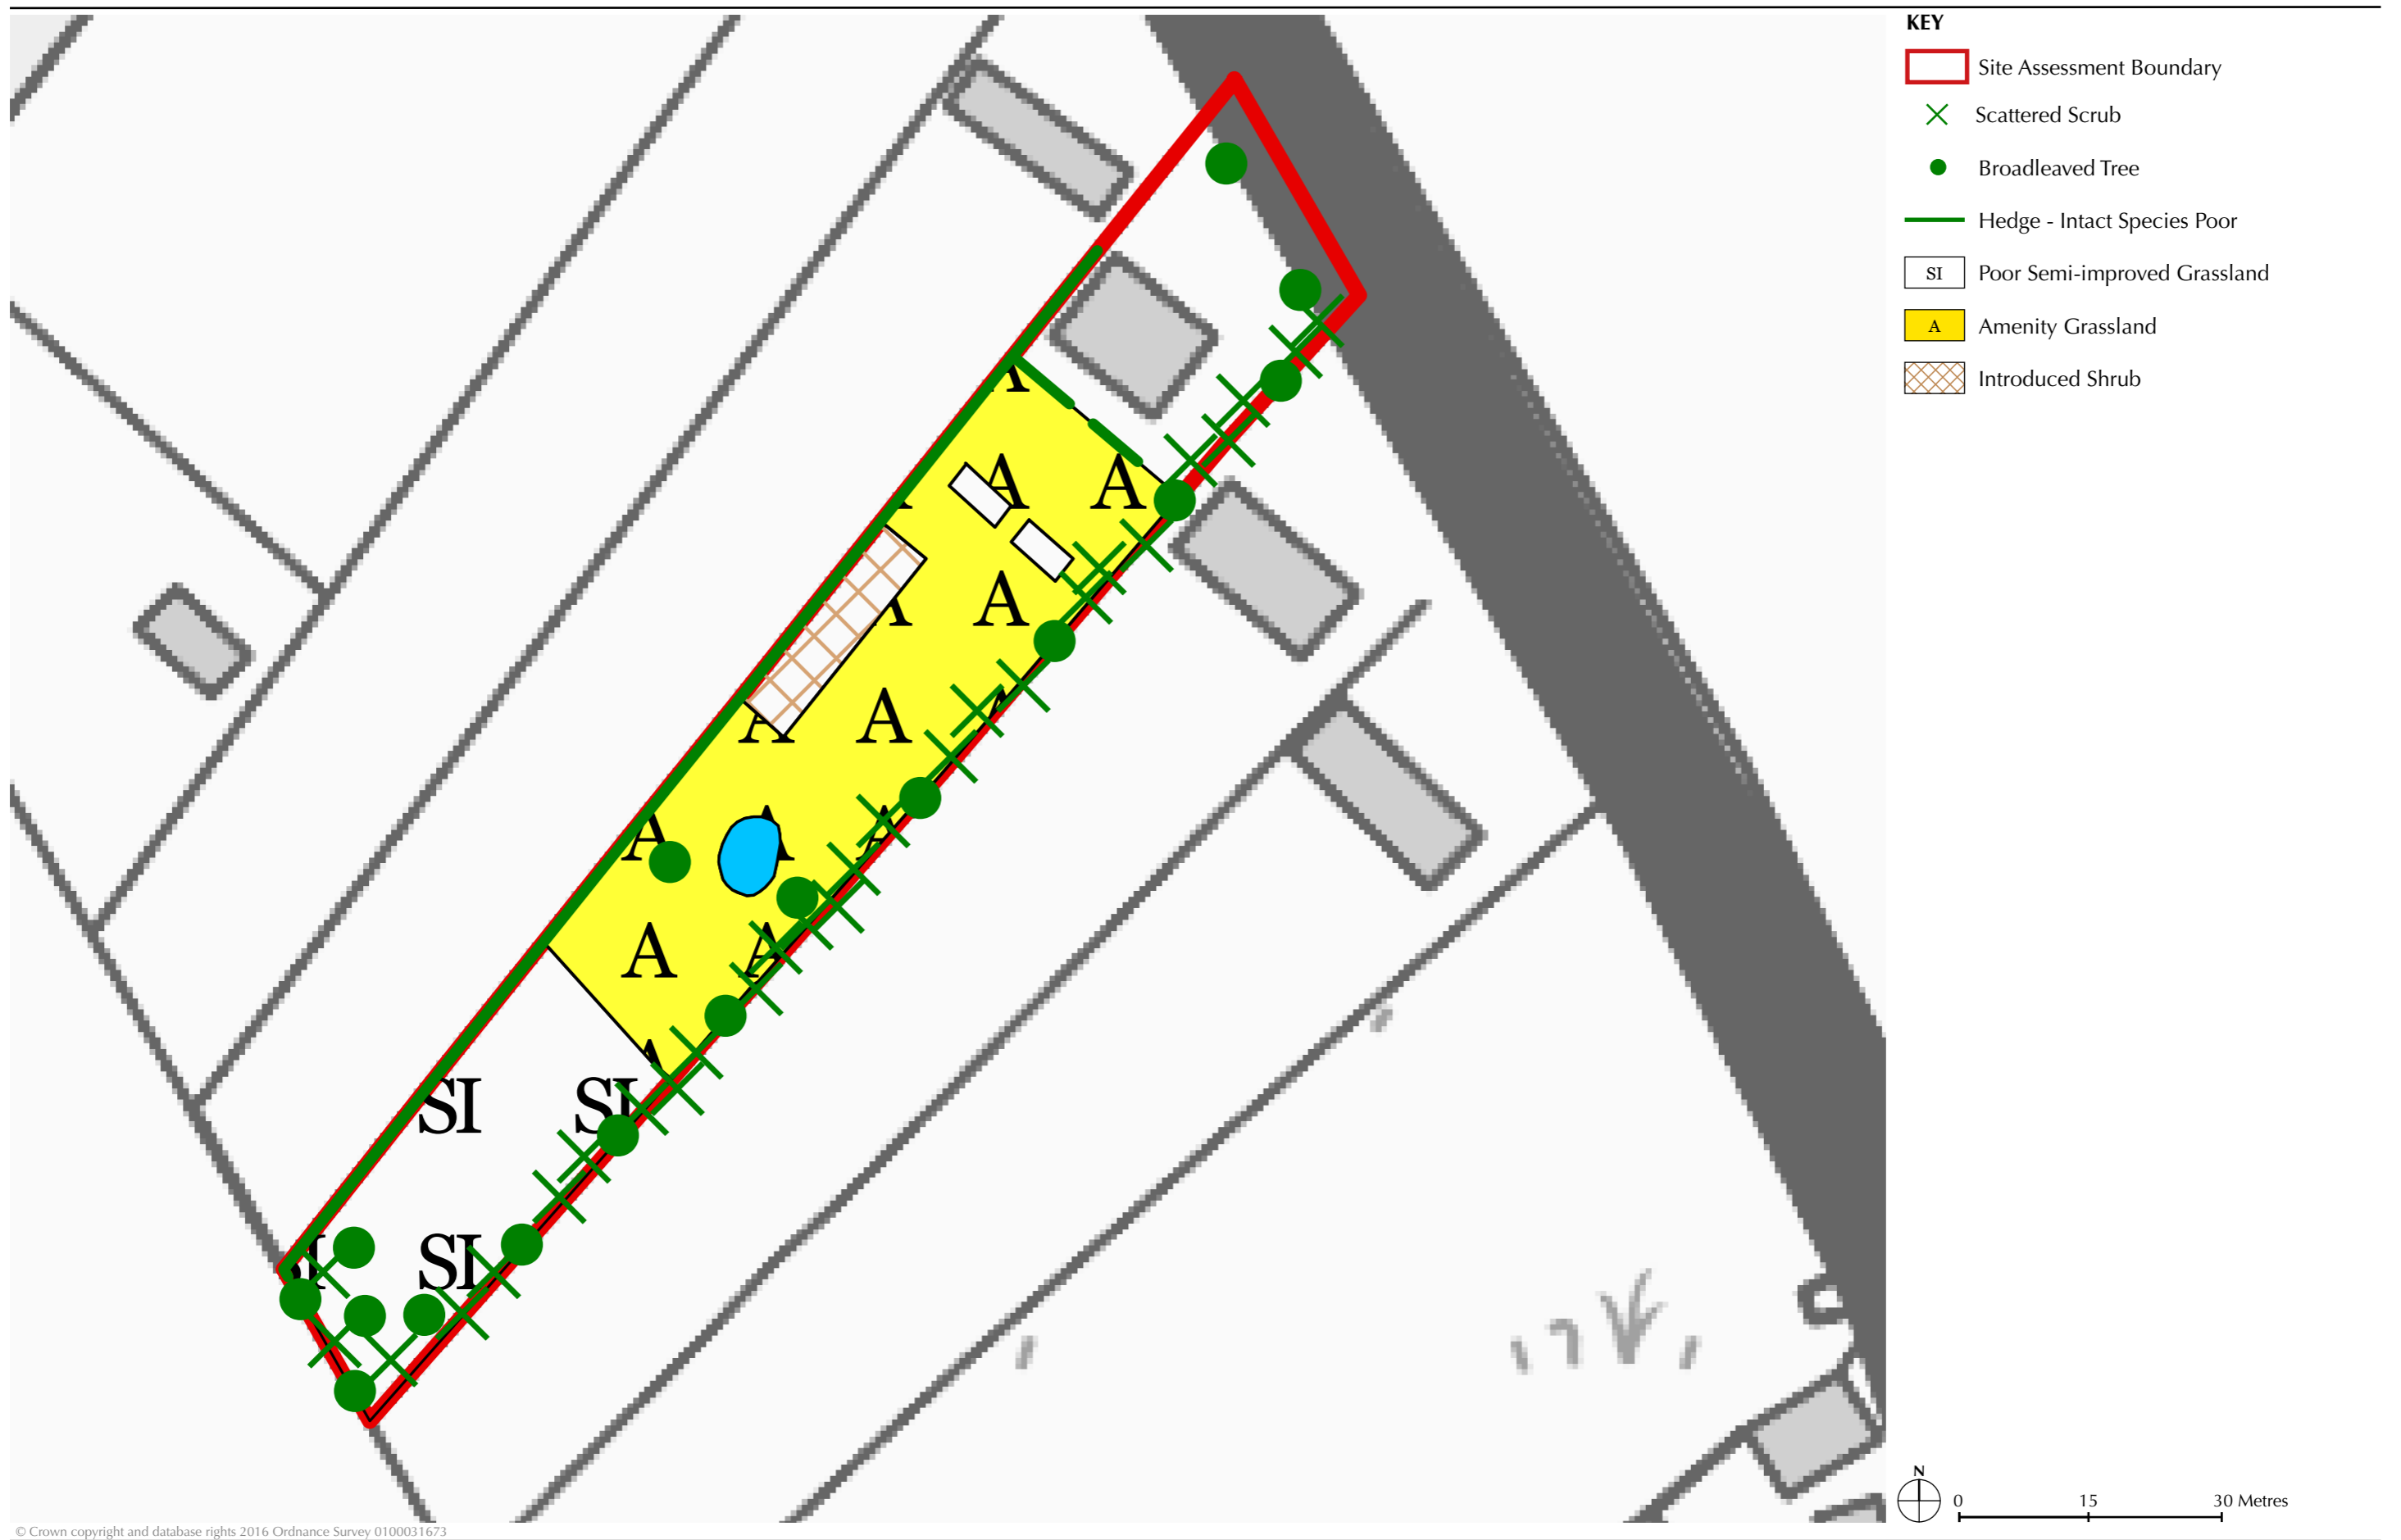 KEY
Site Assessment Boundary
Scattered Scrub
Broadleaved Tree
Hedge - Intact Species Poor
SI Poor Semi-improved Grassland
A Amenity Grassland
Introduced Shrub
A
A A
A
A A
A A A
A A A
A A
A
SI SI
SI SI
N
0 15 30 Metres
© Crown copyright and database rights 2016 Ordnance Survey 0100031673